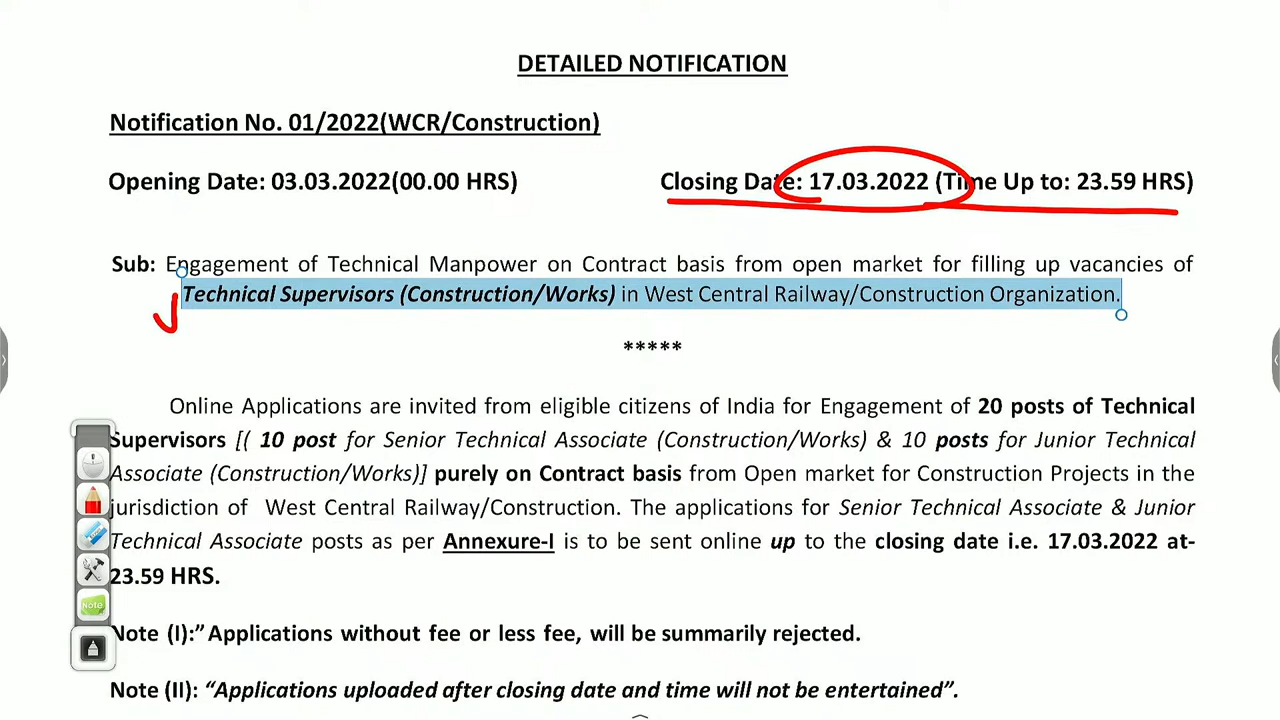 DETAILED NOTIFICATION
Notification No. 01/2022(WCR/Construction)
Opening Date: 03.03.2022(00.00 HRS) Closing Date: 17.03.2022 (Time Up to: 23.59 HRS)
Sub: Engagement of Technical Manpower on Contract basis from open market for filling up vacancies of
Technical Supervisors (Construction/Works) in West Central Railway/Construction Organization.
*****
Online Applications are invited from eligible citizens of India for Engagement of 20 posts of Technical
Supervisors [( 10 post for Senior Technical Associate (Construction/Works) & 10 posts for Junior Technical
Associate (Construction/Works)] purely on Contract basis from Open market for Construction Projects in the
jurisdiction of West Central Railway/Construction. The applications for Senior Technical Associate & Junior
Technical Associate posts as per Annexure-I is to be sent online up to the closing date i.e. 17.03.2022 at-
23.59 HRS.
Note (I):”Applications without fee or less fee, will be summarily rejected.
Note (II): “Applications uploaded after closing date and time will not be entertained”.
Note